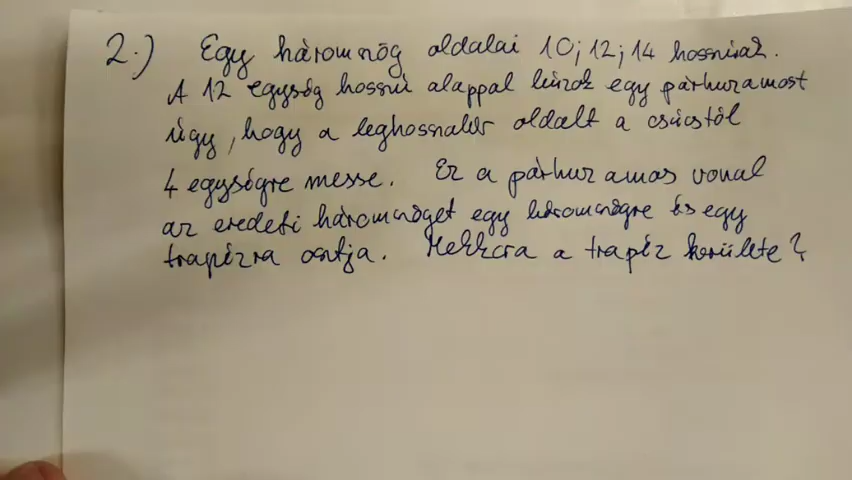 2.) Egy háromszög oldalai 10; 12; 14 hosszúak.
A 12 egység hosszú alappal húzok egy párhuzamost
úgy, hogy a leghosszabb oldalt a csúcstól
4 egységre messe. Ez a párhuzamos vonal
az eredeti háromszöget egy háromszögre és egy
trapézra osztja. Mekkora a trapéz kerülete?